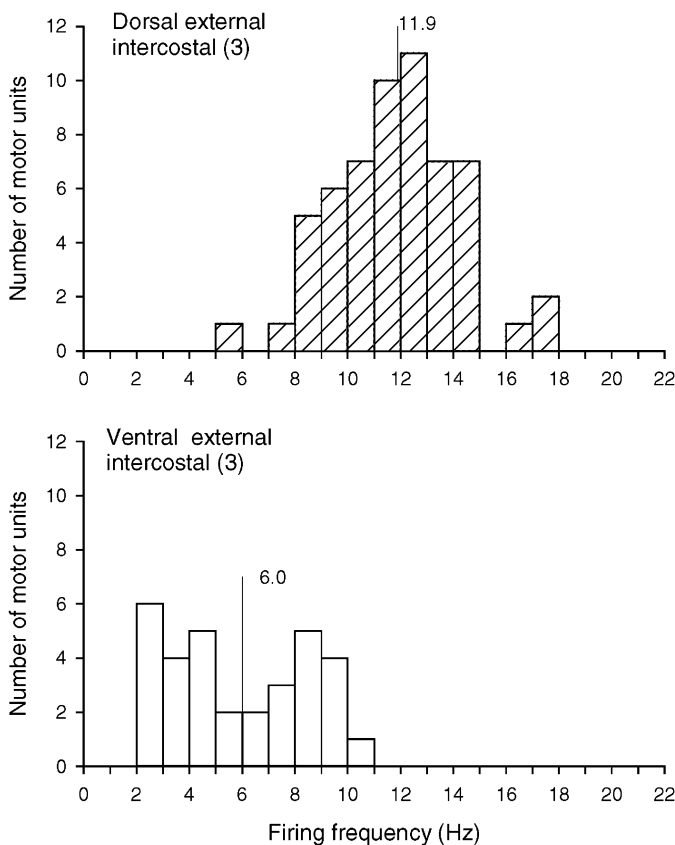 Dorsal external
intercostal (3)
11.9
Number of motor units
12
10
8
6
4
2
0
0 2 4 6 8 10 12 14 16 18 20 22
Ventral external
intercostal (3)
6.0
Number of motor units
12
10
8
6
4
2
0
0 2 4 6 8 10 12 14 16 18 20 22
Firing frequency (Hz)